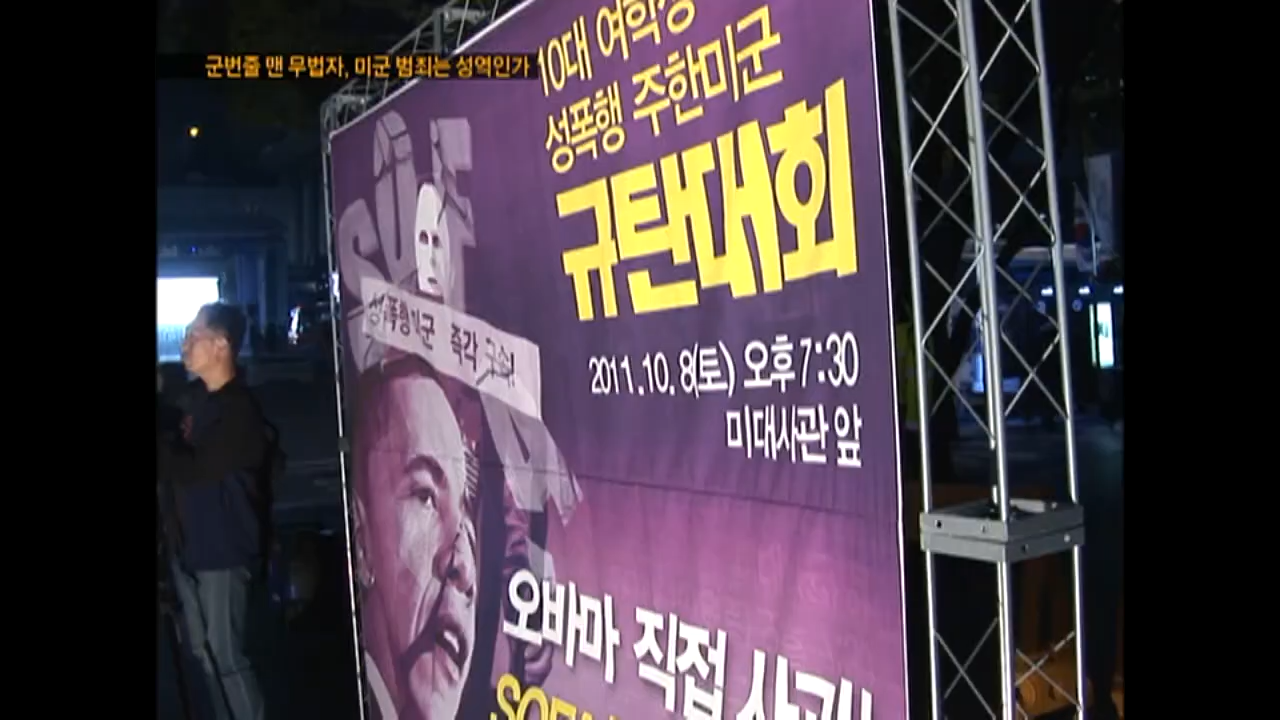 군번줄 맨 무법자, 미군 범죄는 성역인가
10대 여학생
성폭행 주한미군
규탄대회
2011.10.8(토) 오후 7:30
미대사관 앞
SOFA
성폭행미군 즉각 구속!
오바마 직접 사과!